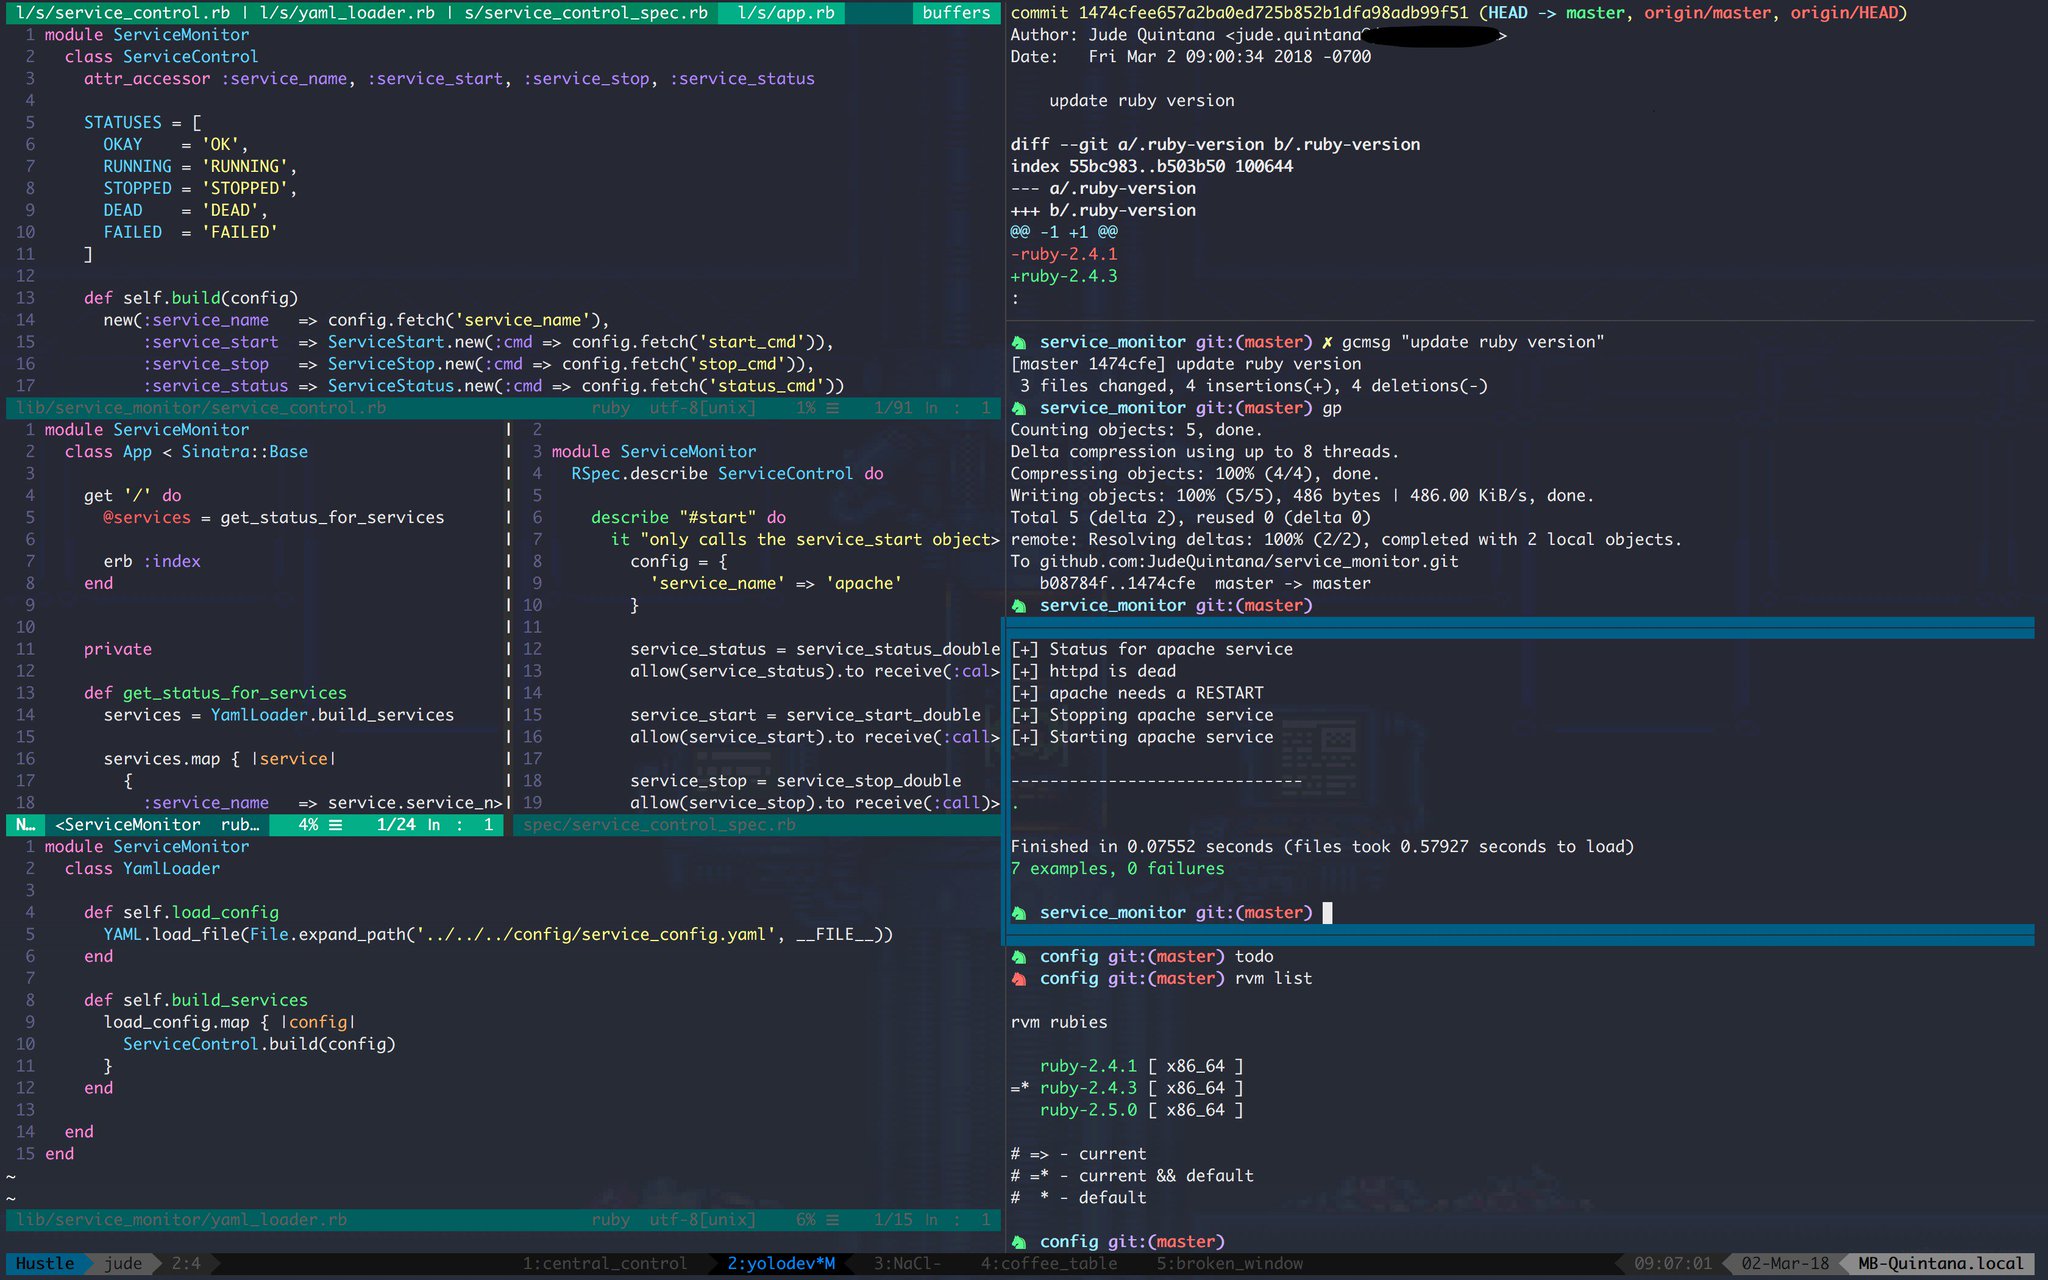 l/s/service_control.rb | l/s/yaml_loader.rb | s/service_control_spec.rb l/s/app.rb buffers
1 module ServiceMonitor
2 class ServiceControl
3 attr_accessor :service_name, :service_start, :service_stop, :service_status
4
5 STATUSES = [
6 OKAY = 'OK',
7 RUNNING = 'RUNNING',
8 STOPPED = 'STOPPED',
9 DEAD = 'DEAD',
10 FAILED = 'FAILED'
11 ]
12
13 def self.build(config)
14 new(:service_name => config.fetch('service_name'),
15 :service_start => ServiceStart.new(:cmd => config.fetch('start_cmd')),
16 :service_stop => ServiceStop.new(:cmd => config.fetch('stop_cmd')),
17 :service_status => ServiceStatus.new(:cmd => config.fetch('status_cmd'))
lib/service_monitor/service_control.rb ruby utf-8[unix] 1% ☰ 1/91 ln : 1
1 module ServiceMonitor
2 class App < Sinatra::Base
3
4 get '/' do
5 @services = get_status_for_services
6
7 erb :index
8 end
9
10
11 private
12
13 def get_status_for_services
14 services = YamlLoader.build_services
15
16 services.map { |service|
17 {
18 :service_name => service.service_n>
N… <ServiceMonitor rub… 4% ☰ 1/24 ln : 1
2
3 module ServiceMonitor
4 RSpec.describe ServiceControl do
5
6 describe "#start" do
7 it "only calls the service_start object>
8 config = {
9 'service_name' => 'apache'
10 }
11
12 service_status = service_status_double
13 allow(service_status).to receive(:cal>
14
15 service_start = service_start_double
16 allow(service_start).to receive(:call>
17
18 service_stop = service_stop_double
19 allow(service_stop).to receive(:call)>
spec/service_control_spec.rb
1 module ServiceMonitor
2 class YamlLoader
3
4 def self.load_config
5 YAML.load_file(File.expand_path('../../../config/service_config.yaml', __FILE__))
6 end
7
8 def self.build_services
9 load_config.map { |config|
10 ServiceControl.build(config)
11 }
12 end
13
14 end
15 end
~
~
lib/service_monitor/yaml_loader.rb ruby utf-8[unix] 6% ☰ 1/15 ln : 1
commit 1474cfee657a2ba0ed725b852b1dfa98adb99f51 (HEAD -> master, origin/master, origin/HEAD)
Author: Jude Quintana <jude.quintana >
Date: Fri Mar 2 09:00:34 2018 -0700
update ruby version
diff --git a/.ruby-version b/.ruby-version
index 55bc983..b503b50 100644
--- a/.ruby-version
+++ b/.ruby-version
@@ -1 +1 @@
-ruby-2.4.1
+ruby-2.4.3
:
service_monitor git:(master) ✗ gcmsg "update ruby version"
[master 1474cfe] update ruby version
3 files changed, 4 insertions(+), 4 deletions(-)
service_monitor git:(master) gp
Counting objects: 5, done.
Delta compression using up to 8 threads.
Compressing objects: 100% (4/4), done.
Writing objects: 100% (5/5), 486 bytes | 486.00 KiB/s, done.
Total 5 (delta 2), reused 0 (delta 0)
remote: Resolving deltas: 100% (2/2), completed with 2 local objects.
To github.com:JudeQuintana/service_monitor.git
b08784f..1474cfe master -> master
service_monitor git:(master)
[+] Status for apache service
[+] httpd is dead
[+] apache needs a RESTART
[+] Stopping apache service
[+] Starting apache service
------------------------------
.
Finished in 0.07552 seconds (files took 0.57927 seconds to load)
7 examples, 0 failures
service_monitor git:(master)
config git:(master) todo
config git:(master) rvm list
rvm rubies
ruby-2.4.1 [ x86_64 ]
=* ruby-2.4.3 [ x86_64 ]
ruby-2.5.0 [ x86_64 ]
# => - current
# =* - current && default
# * - default
config git:(master)
Hustle jude 2:4 1:central_control 2:yolodev*M 3:NaCl- 4:coffee_table 5:broken_window 09:07:01 02-Mar-18 MB-Quintana.local